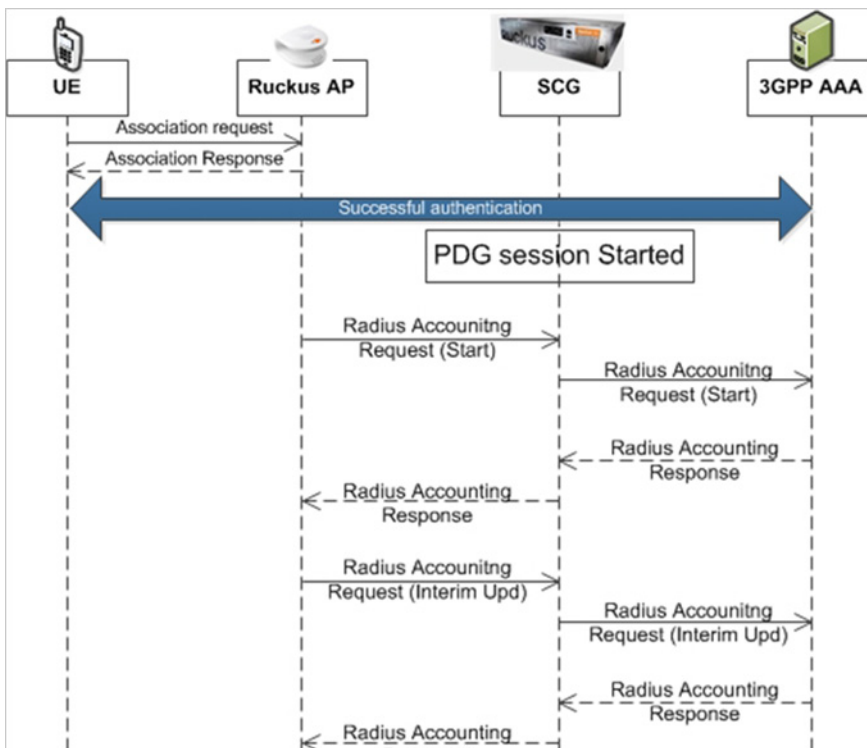 ruckus
UE
Ruckus AP
SCG
3GPP AAA
Association request
Association Response
Successful authentication
PDG session Started
Radius Accounitng
Request (Start)
Radius Accounitng
Request (Start)
Radius Accounting
Response
Radius Accounting
Response
Radius Accounitng
Request (Interim Upd)
Radius Accounitng
Request (Interim Upd)
Radius Accounting
Response
Radius Accounting